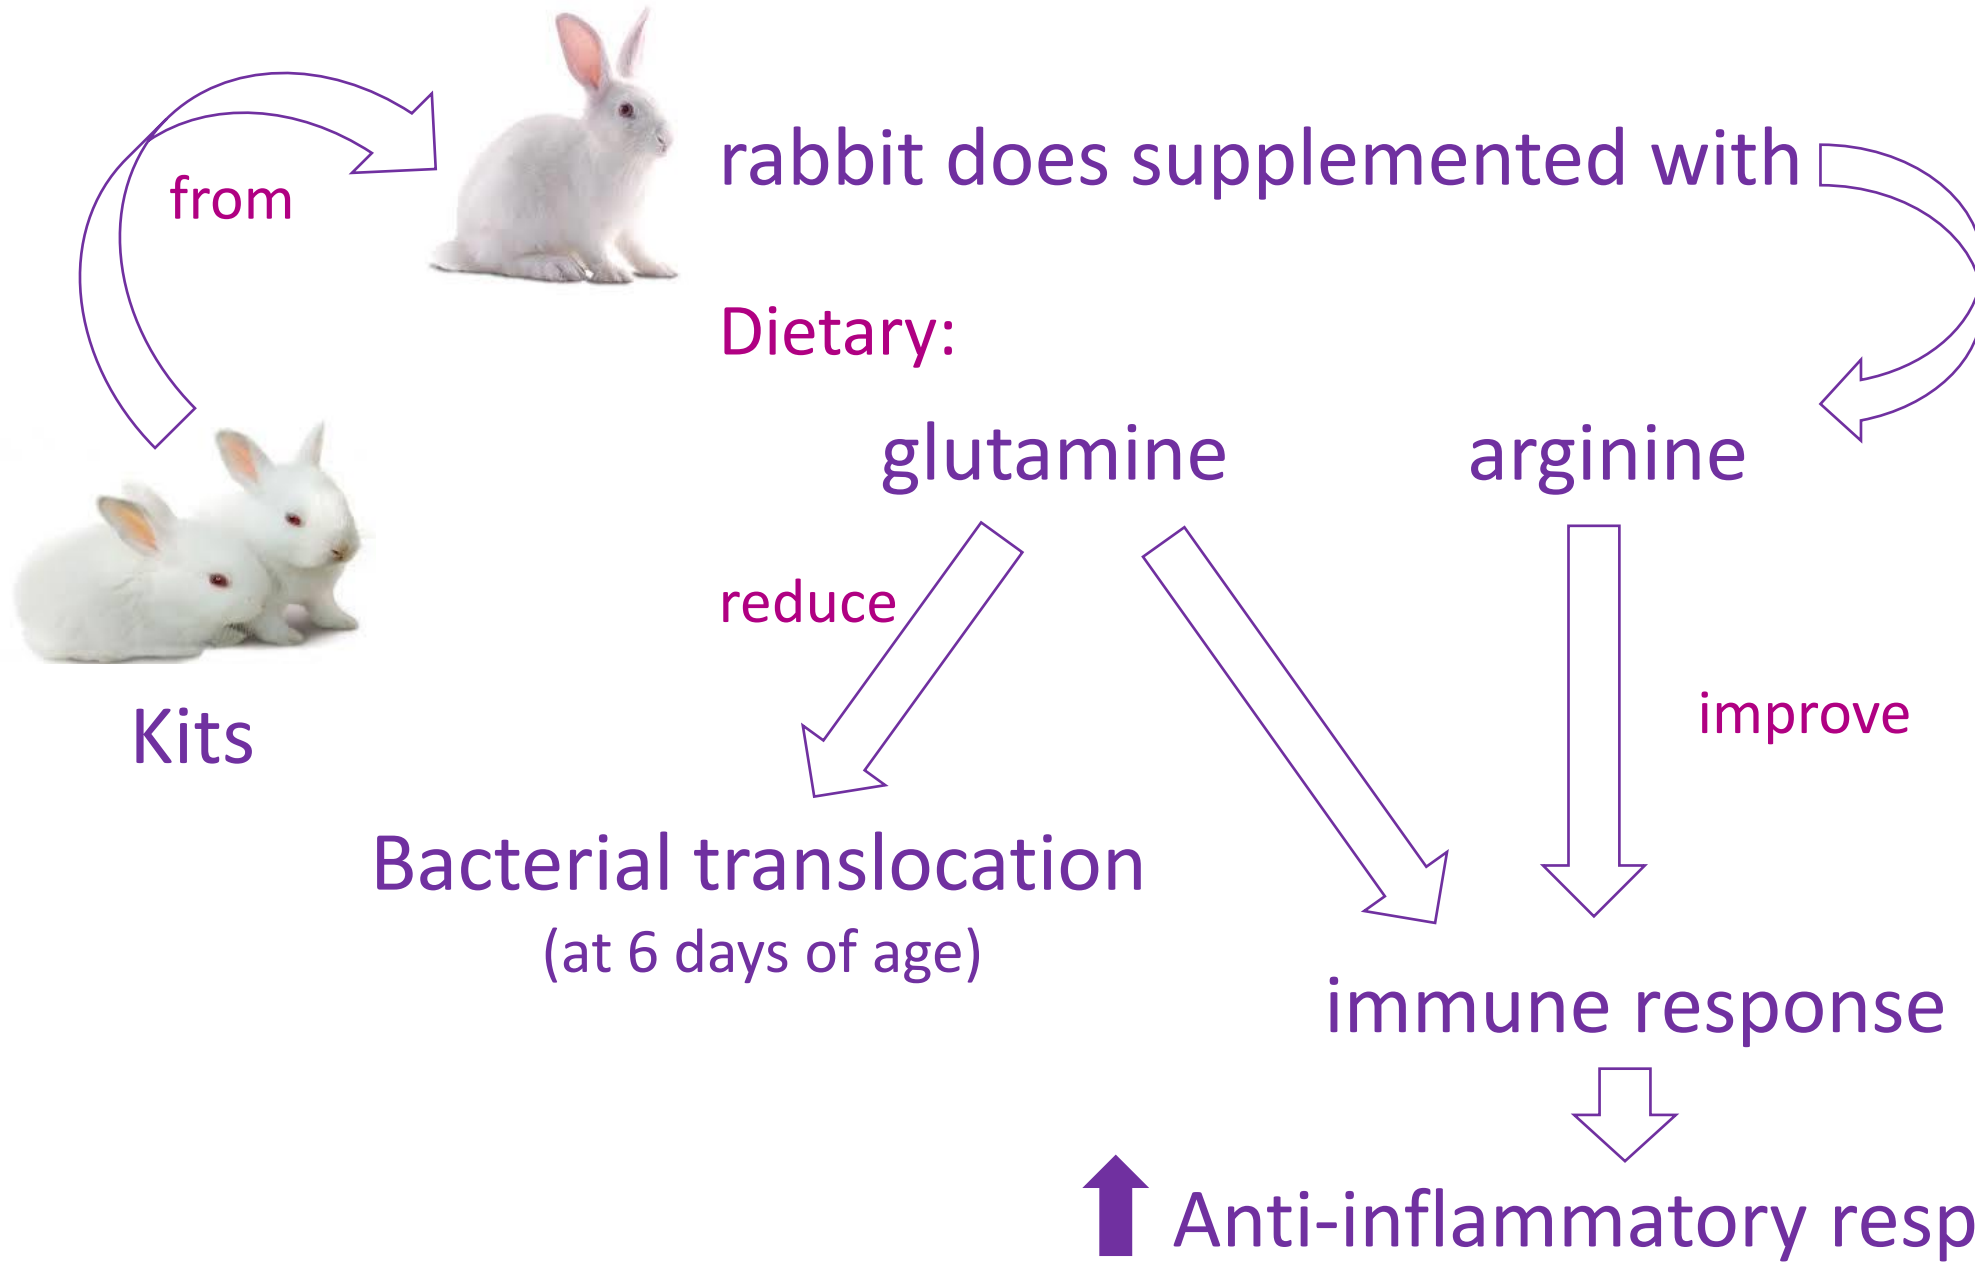 rabbit does supplemented with
from
Dietary:
glutamine arginine
reduce
improve
Kits
Bacterial translocation
(at 6 days of age)
immune response
Anti-inflammatory resp